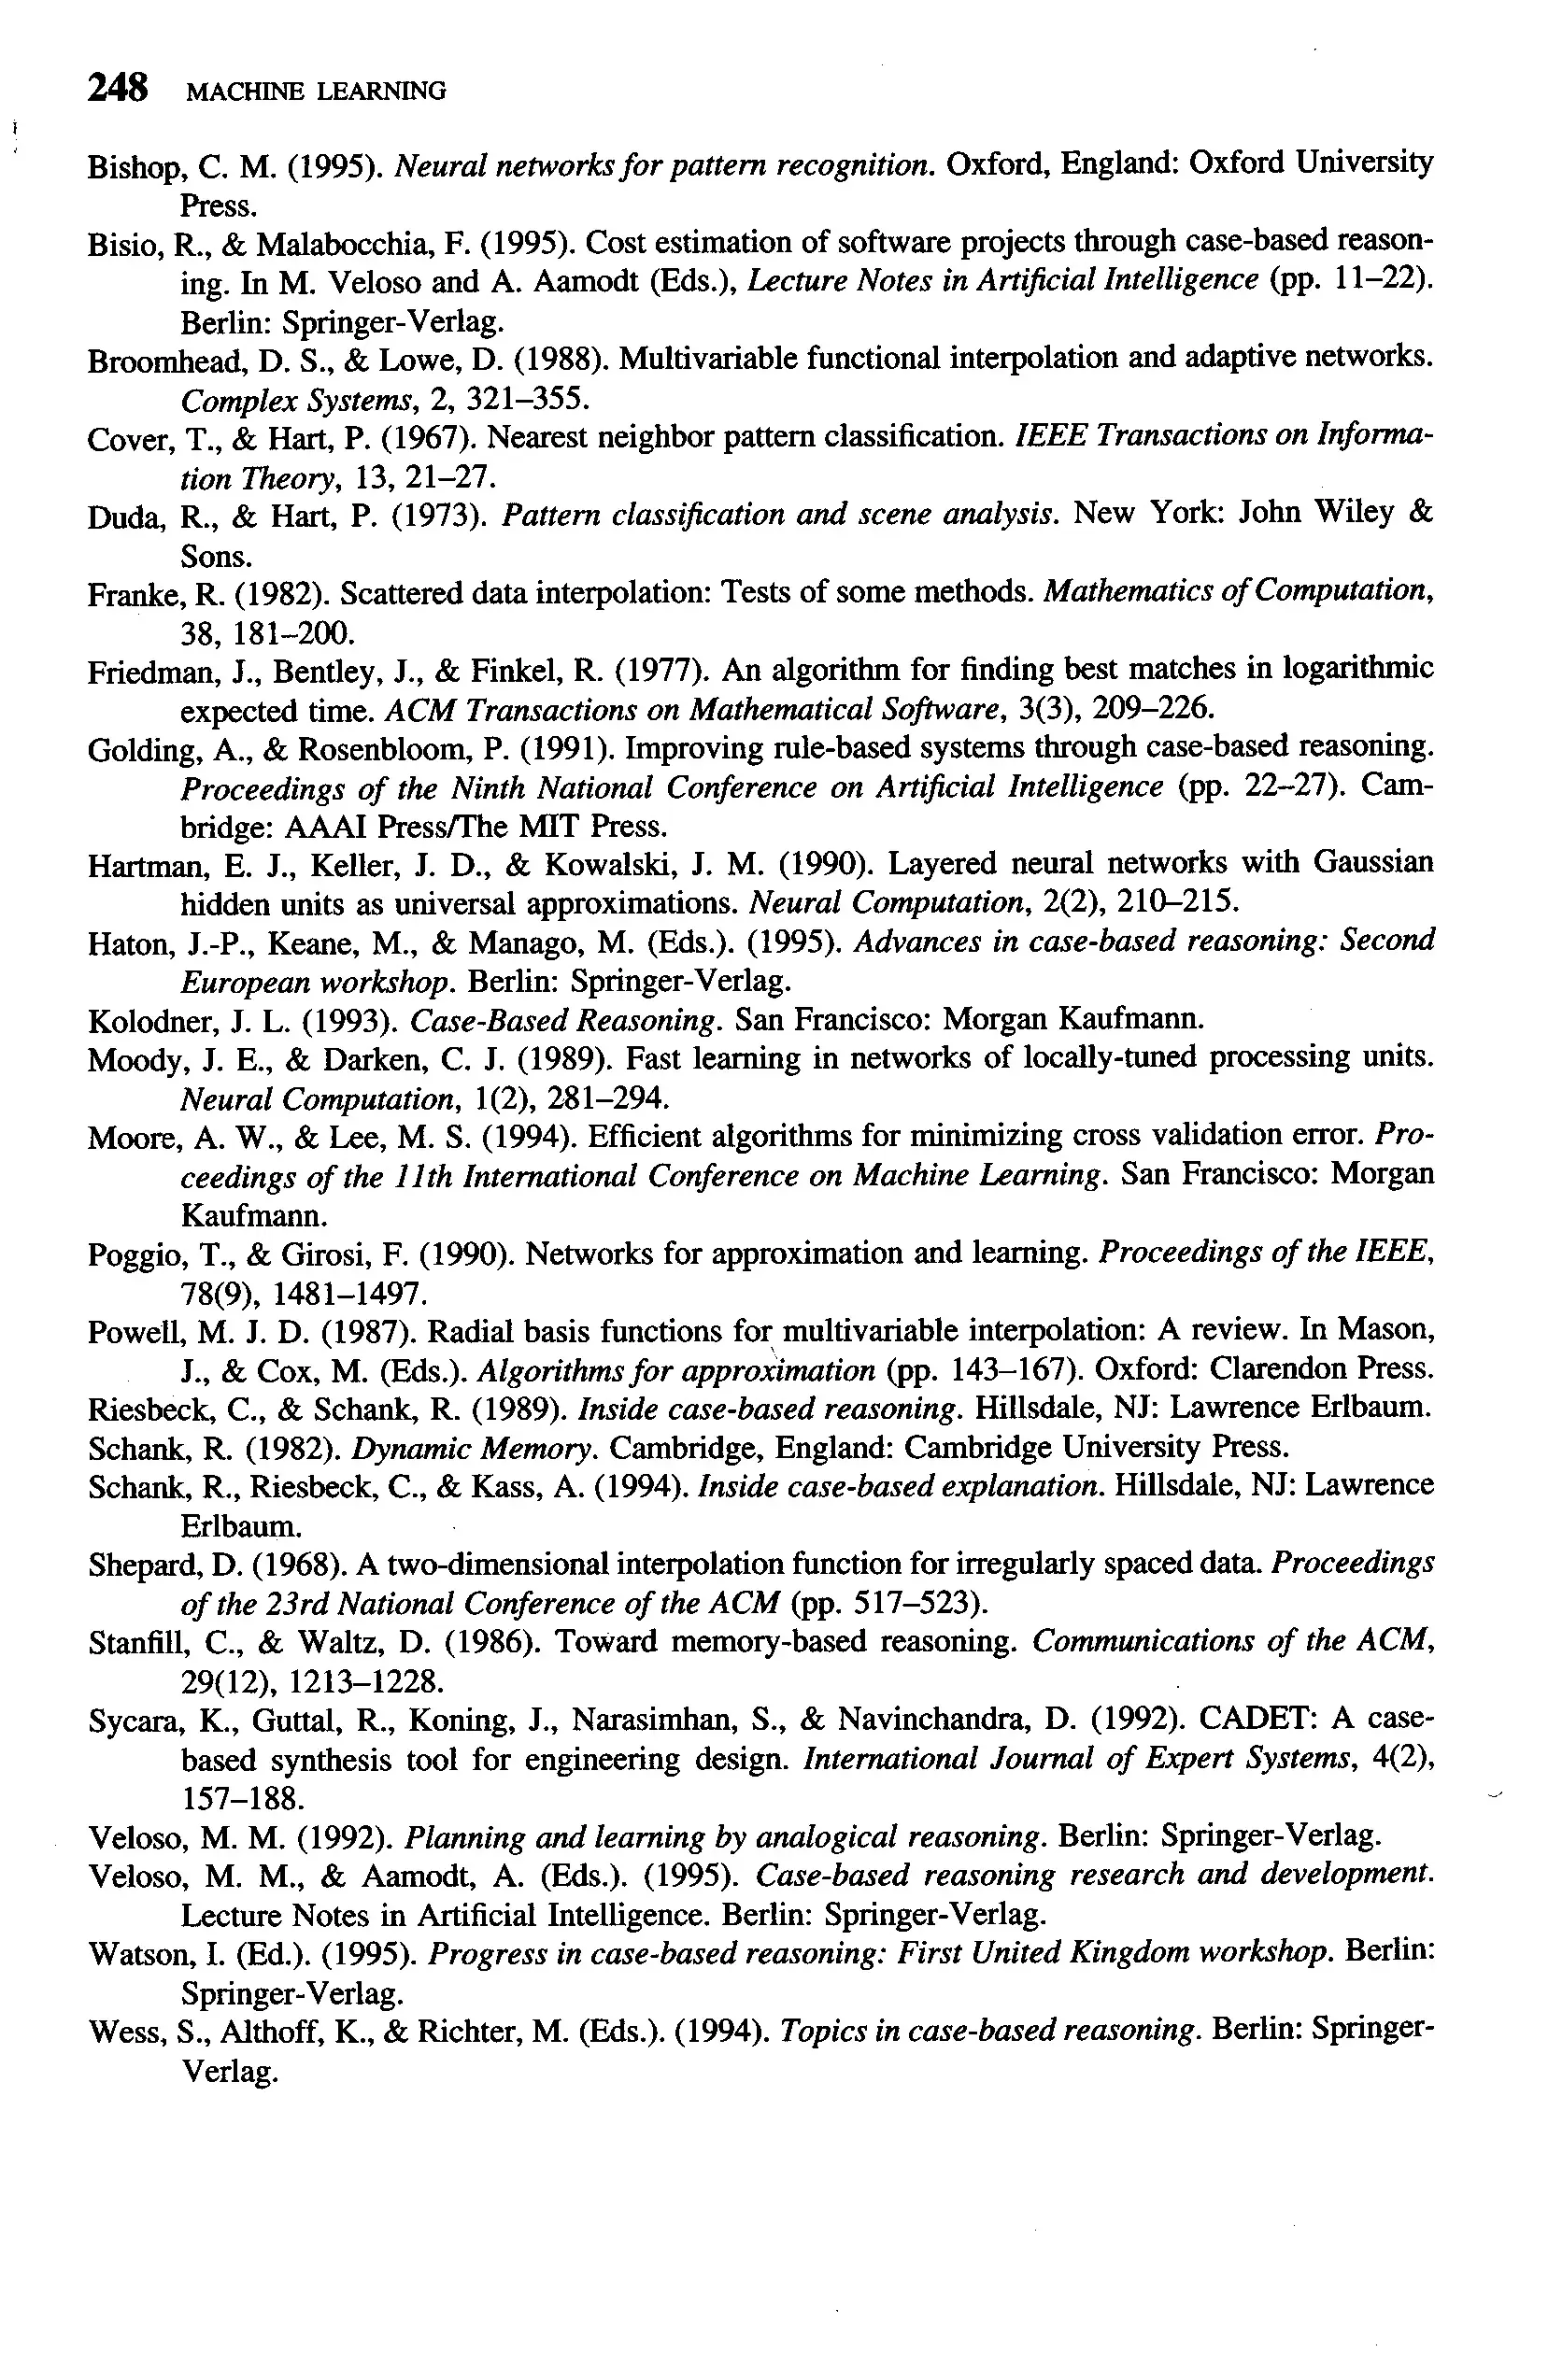 248 MACHINE LEARNING
Bishop, C. M. (1995). Neural networks for pattern recognition. Oxford, England: Oxford University
Press.
Bisio, R., & Malabocchia, F. (1995). Cost estimation of software projects through case-based reason-
ing. In M. Veloso and A. Aamodt (Eds.), Lecture Notes in Artificial Intelligence (pp. 11–22).
Berlin: Springer-Verlag.
Broomhead, D. S., & Lowe, D. (1988). Multivariable functional interpolation and adaptive networks.
Complex Systems, 2, 321–355.
Cover, T., & Hart, P. (1967). Nearest neighbor pattern classification. IEEE Transactions on Informa-
tion Theory, 13, 21–27.
Duda, R., & Hart, P. (1973). Pattern classification and scene analysis. New York: John Wiley &
Sons.
Franke, R. (1982). Scattered data interpolation: Tests of some methods. Mathematics of Computation,
38, 181–200.
Friedman, J., Bentley, J., & Finkel, R. (1977). An algorithm for finding best matches in logarithmic
expected time. ACM Transactions on Mathematical Software, 3(3), 209–226.
Golding, A., & Rosenbloom, P. (1991). Improving rule-based systems through case-based reasoning.
Proceedings of the Ninth National Conference on Artificial Intelligence (pp. 22–27). Cam-
bridge: AAAI Press/The MIT Press.
Hartman, E. J., Keller, J. D., & Kowalski, J. M. (1990). Layered neural networks with Gaussian
hidden units as universal approximations. Neural Computation, 2(2), 210–215.
Haton, J.-P., Keane, M., & Manago, M. (Eds.). (1995). Advances in case-based reasoning: Second
European workshop. Berlin: Springer-Verlag.
Kolodner, J. L. (1993). Case-Based Reasoning. San Francisco: Morgan Kaufmann.
Moody, J. E., & Darken, C. J. (1989). Fast learning in networks of locally-tuned processing units.
Neural Computation, 1(2), 281–294.
Moore, A. W., & Lee, M. S. (1994). Efficient algorithms for minimizing cross validation error. Pro-
ceedings of the 11th International Conference on Machine Learning. San Francisco: Morgan
Kaufmann.
Poggio, T., & Girosi, F. (1990). Networks for approximation and learning. Proceedings of the IEEE,
78(9), 1481–1497.
Powell, M. J. D. (1987). Radial basis functions for multivariable interpolation: A review. In Mason,
J., & Cox, M. (Eds.). Algorithms for approximation (pp. 143–167). Oxford: Clarendon Press.
Riesbeck, C., & Schank, R. (1989). Inside case-based reasoning. Hillsdale, NJ: Lawrence Erlbaum.
Schank, R. (1982). Dynamic Memory. Cambridge, England: Cambridge University Press.
Schank, R., Riesbeck, C., & Kass, A. (1994). Inside case-based explanation. Hillsdale, NJ: Lawrence
Erlbaum.
Shepard, D. (1968). A two-dimensional interpolation function for irregularly spaced data. Proceedings
of the 23rd National Conference of the ACM (pp. 517–523).
Stanfill, C., & Waltz, D. (1986). Toward memory-based reasoning. Communications of the ACM,
29(12), 1213–1228.
Sycara, K., Guttal, R., Koning, J., Narasimhan, S., & Navinchandra, D. (1992). CADET: A case-
based synthesis tool for engineering design. International Journal of Expert Systems, 4(2),
157–188.
Veloso, M. M. (1992). Planning and learning by analogical reasoning. Berlin: Springer-Verlag.
Veloso, M. M., & Aamodt, A. (Eds.). (1995). Case-based reasoning research and development.
Lecture Notes in Artificial Intelligence. Berlin: Springer-Verlag.
Watson, I. (Ed.). (1995). Progress in case-based reasoning: First United Kingdom workshop. Berlin:
Springer-Verlag.
Wess, S., Althoff, K., & Richter, M. (Eds.). (1994). Topics in case-based reasoning. Berlin: Springer-
Verlag.